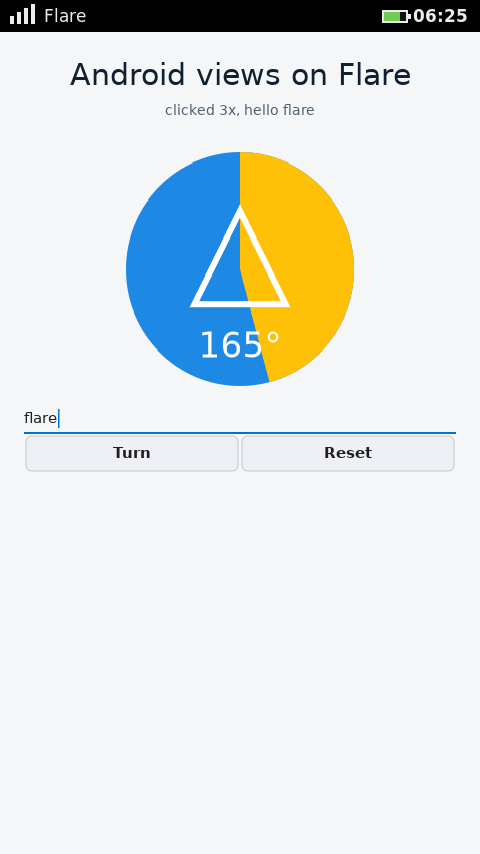 Flare 06:25
Android views on Flare
clicked 3x, hello flare
165°
flare
Turn Reset